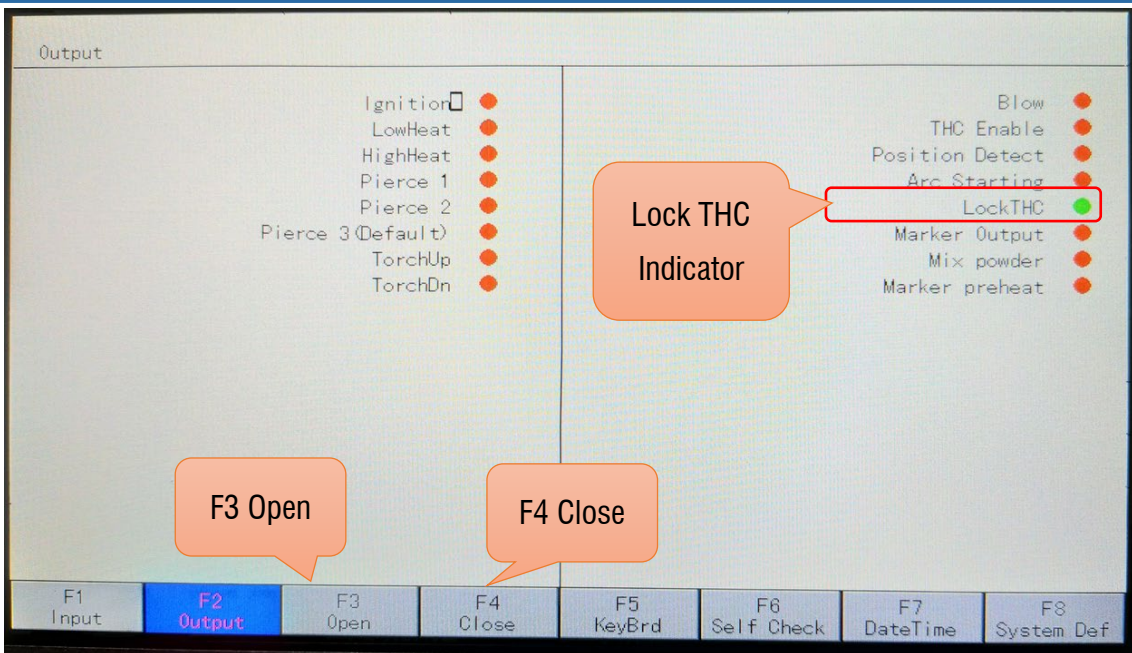 Output
Ignition
LowHeat
HighHeat
Pierce 1
Pierce 2
Pierce 3(Default)
TorchUp
TorchDn
Blow
THC Enable
Position Detect
Arc Starting
LockTHC
Marker Output
Mix powder
Marker preheat
Lock THC
Indicator
F3 Open
F4 Close
F1
Input
F2
Output
F3
Open
F4
Close
F5
KeyBrd
F6
Self Check
F7
DateTime
F8
System Def